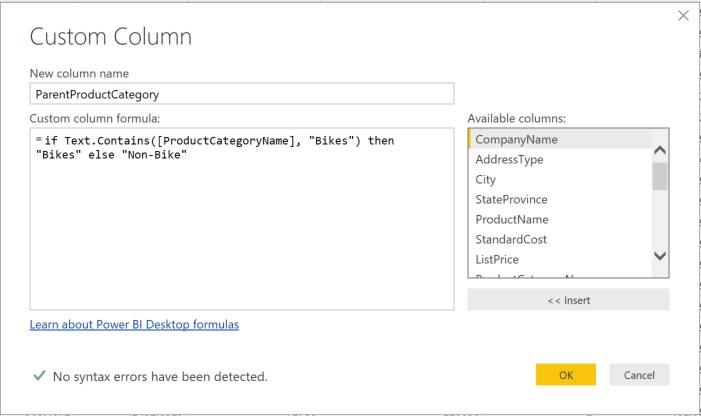 Custom Column
New column name
ParentProductCategory
Custom column formula:
= if Text.Contains([ProductCategoryName], "Bikes") then
"Bikes" else "Non-Bike"
Available columns:
CompanyName
AddressType
City
StateProvince
ProductName
StandardCost
ListPrice
<< Insert
Learn about Power BI Desktop formulas
No syntax errors have been detected.
OK
Cancel